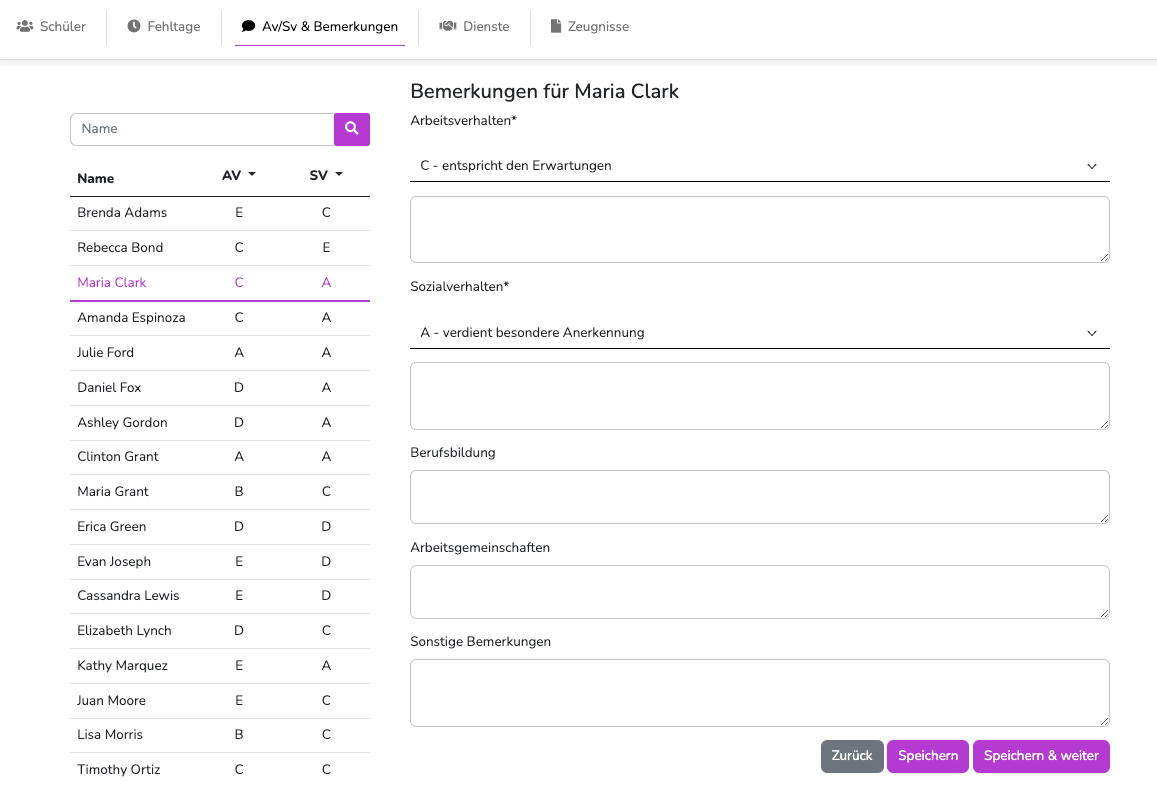 Schüler Fehltage Av/Sv & Bemerkungen Dienste Zeugnisse
Name
Name AV SV
Brenda Adams E C
Rebecca Bond C E
Maria Clark C A
Amanda Espinoza C A
Julie Ford A A
Daniel Fox D A
Ashley Gordon D A
Clinton Grant A A
Maria Grant B C
Erica Green D D
Evan Joseph E D
Cassandra Lewis E D
Elizabeth Lynch D C
Kathy Marquez E A
Juan Moore E C
Lisa Morris B C
Timothy Ortiz C C
Bemerkungen für Maria Clark
Arbeitsverhalten*
C - entspricht den Erwartungen
Sozialverhalten*
A - verdient besondere Anerkennung
Berufsbildung
Arbeitsgemeinschaften
Sonstige Bemerkungen
Zurück Speichern Speichern & weiter